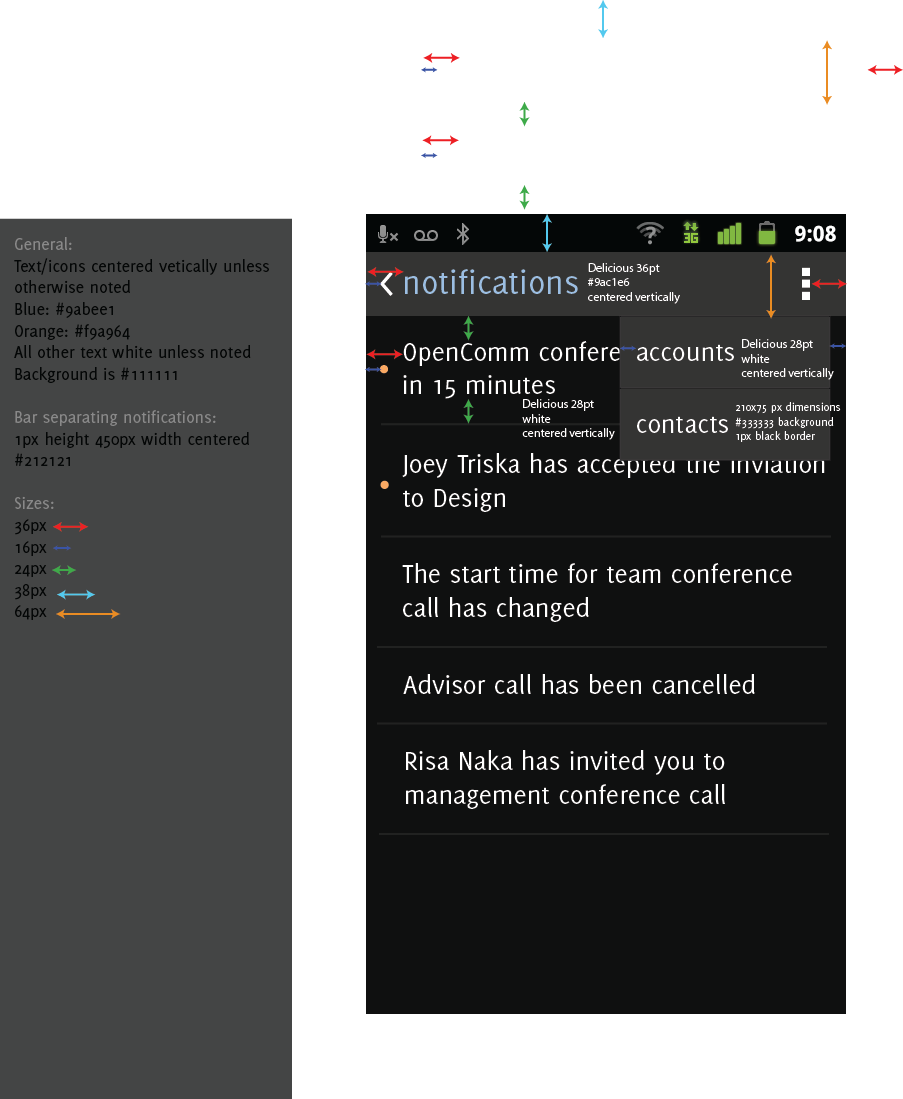 General:
Text/icons centered vetically unless
otherwise noted
Blue: #9abee1
Orange: #f9a964
All other text white unless noted
Background is #111111
Bar separating notifications:
1px height 450px width centered
#212121
Sizes:
36px
16px
24px
38px
64px
3G
9:08
notifications
Delicious 36pt
#9ac1e6
centered vertically
OpenComm confere
in 15 minutes
accounts
Delicious 28pt
white
centered vertically
Delicious 28pt
white
centered vertically
contacts
210x75 px dimensions
#333333 background
1px black border
Joey Triska has accepted the inviation
to Design
The start time for team conference
call has changed
Advisor call has been cancelled
Risa Naka has invited you to
management conference call